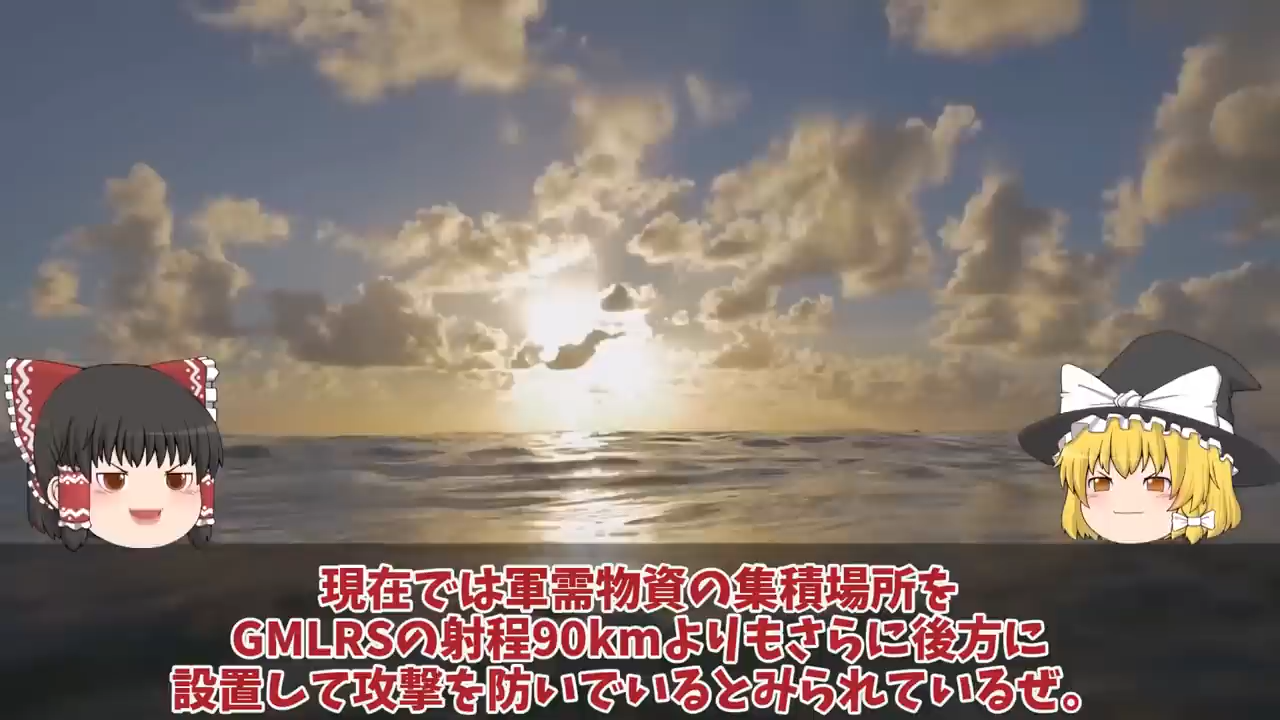 現在では軍需物資の集積場所を
GMLRSの射程90kmよりもさらに後方に
設置して攻撃を防いでいるとみられているぜ。